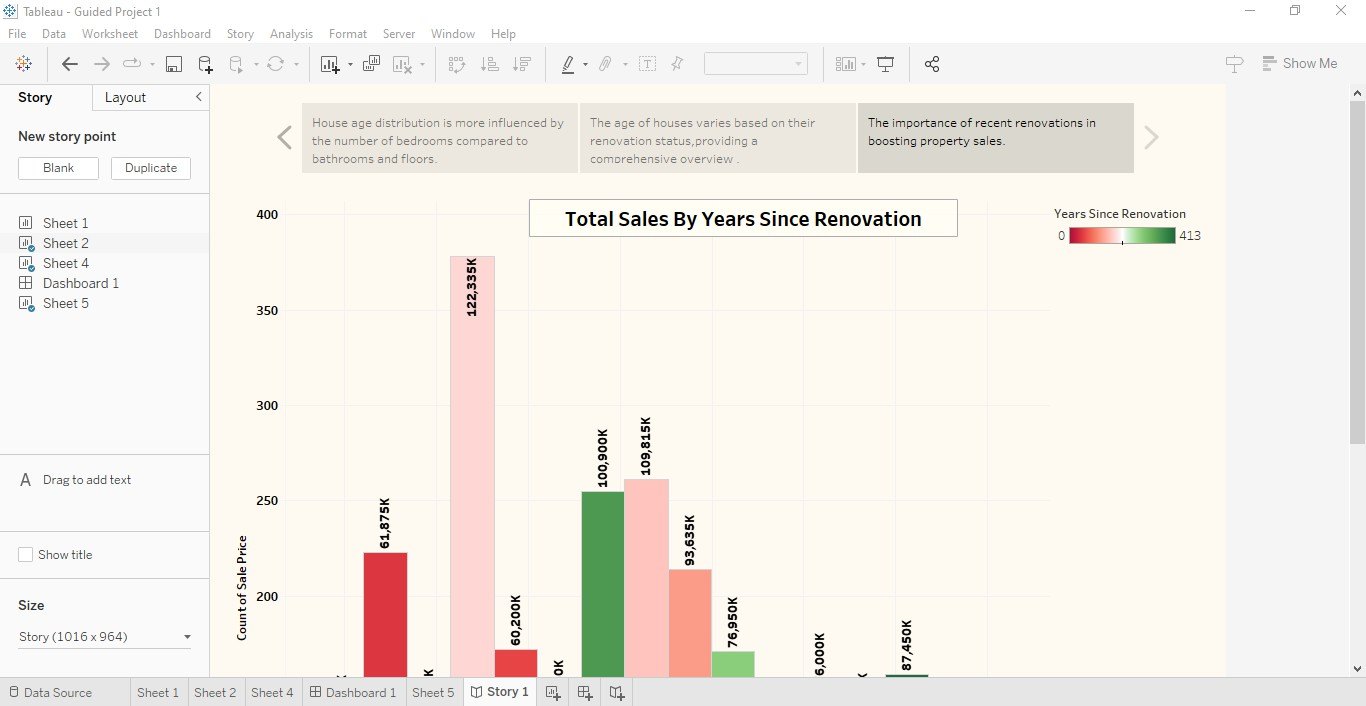 Tableau - Guided Project 1
File Data Worksheet Dashboard Story Analysis Format Server Window Help
Show Me
Story Layout
New story point
Blank Duplicate
Sheet 1
Sheet 2
Sheet 4
Dashboard 1
Sheet 5
A Drag to add text
Show title
Size
Story (1016 x 964)
House age distribution is more influenced by
the number of bedrooms compared to
bathrooms and floors.
The age of houses varies based on their
renovation status,providing a
comprehensive overview .
The importance of recent renovations in
boosting property sales.
Total Sales By Years Since Renovation
Years Since Renovation
0 413
400
350
300
250
200
Count of Sale Price
61,875K
122,335K
60,200K
100,900K
109,815K
93,635K
76,950K
6,000K
87,450K
Data Source Sheet 1 Sheet 2 Sheet 4 Dashboard 1 Sheet 5 Story 1